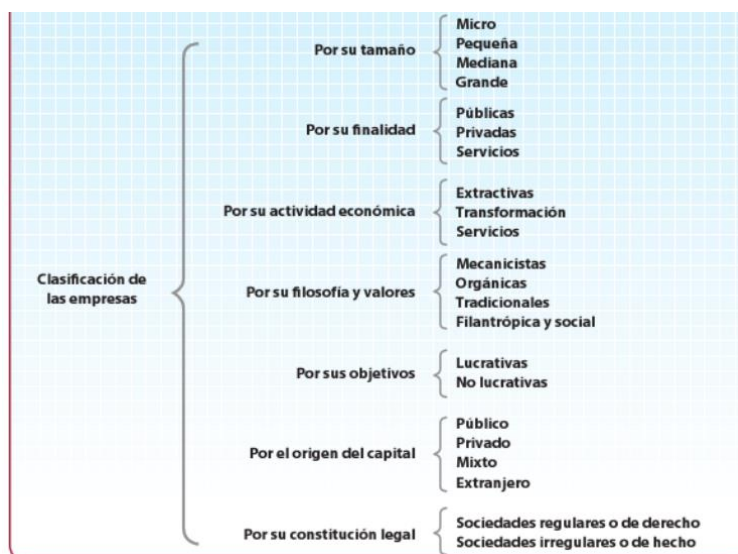 Clasificación de
las empresas
Por su tamaño
Micro
Pequeña
Mediana
Grande
Por su finalidad
Públicas
Privadas
Servicios
Por su actividad económica
Extractivas
Transformación
Servicios
Por su filosofía y valores
Mecanicistas
Orgánicas
Tradicionales
Filantrópica y social
Por sus objetivos
Lucrativas
No lucrativas
Por el origen del capital
Público
Privado
Mixto
Extranjero
Por su constitución legal
Sociedades regulares o de derecho
Sociedades irregulares o de hecho